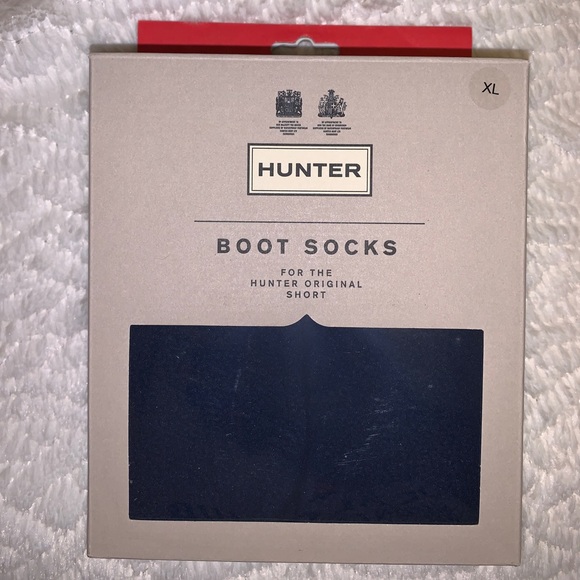 XL
HUNTER
BOOT SOCKS
FOR THE
HUNTER ORIGINAL
SHORT